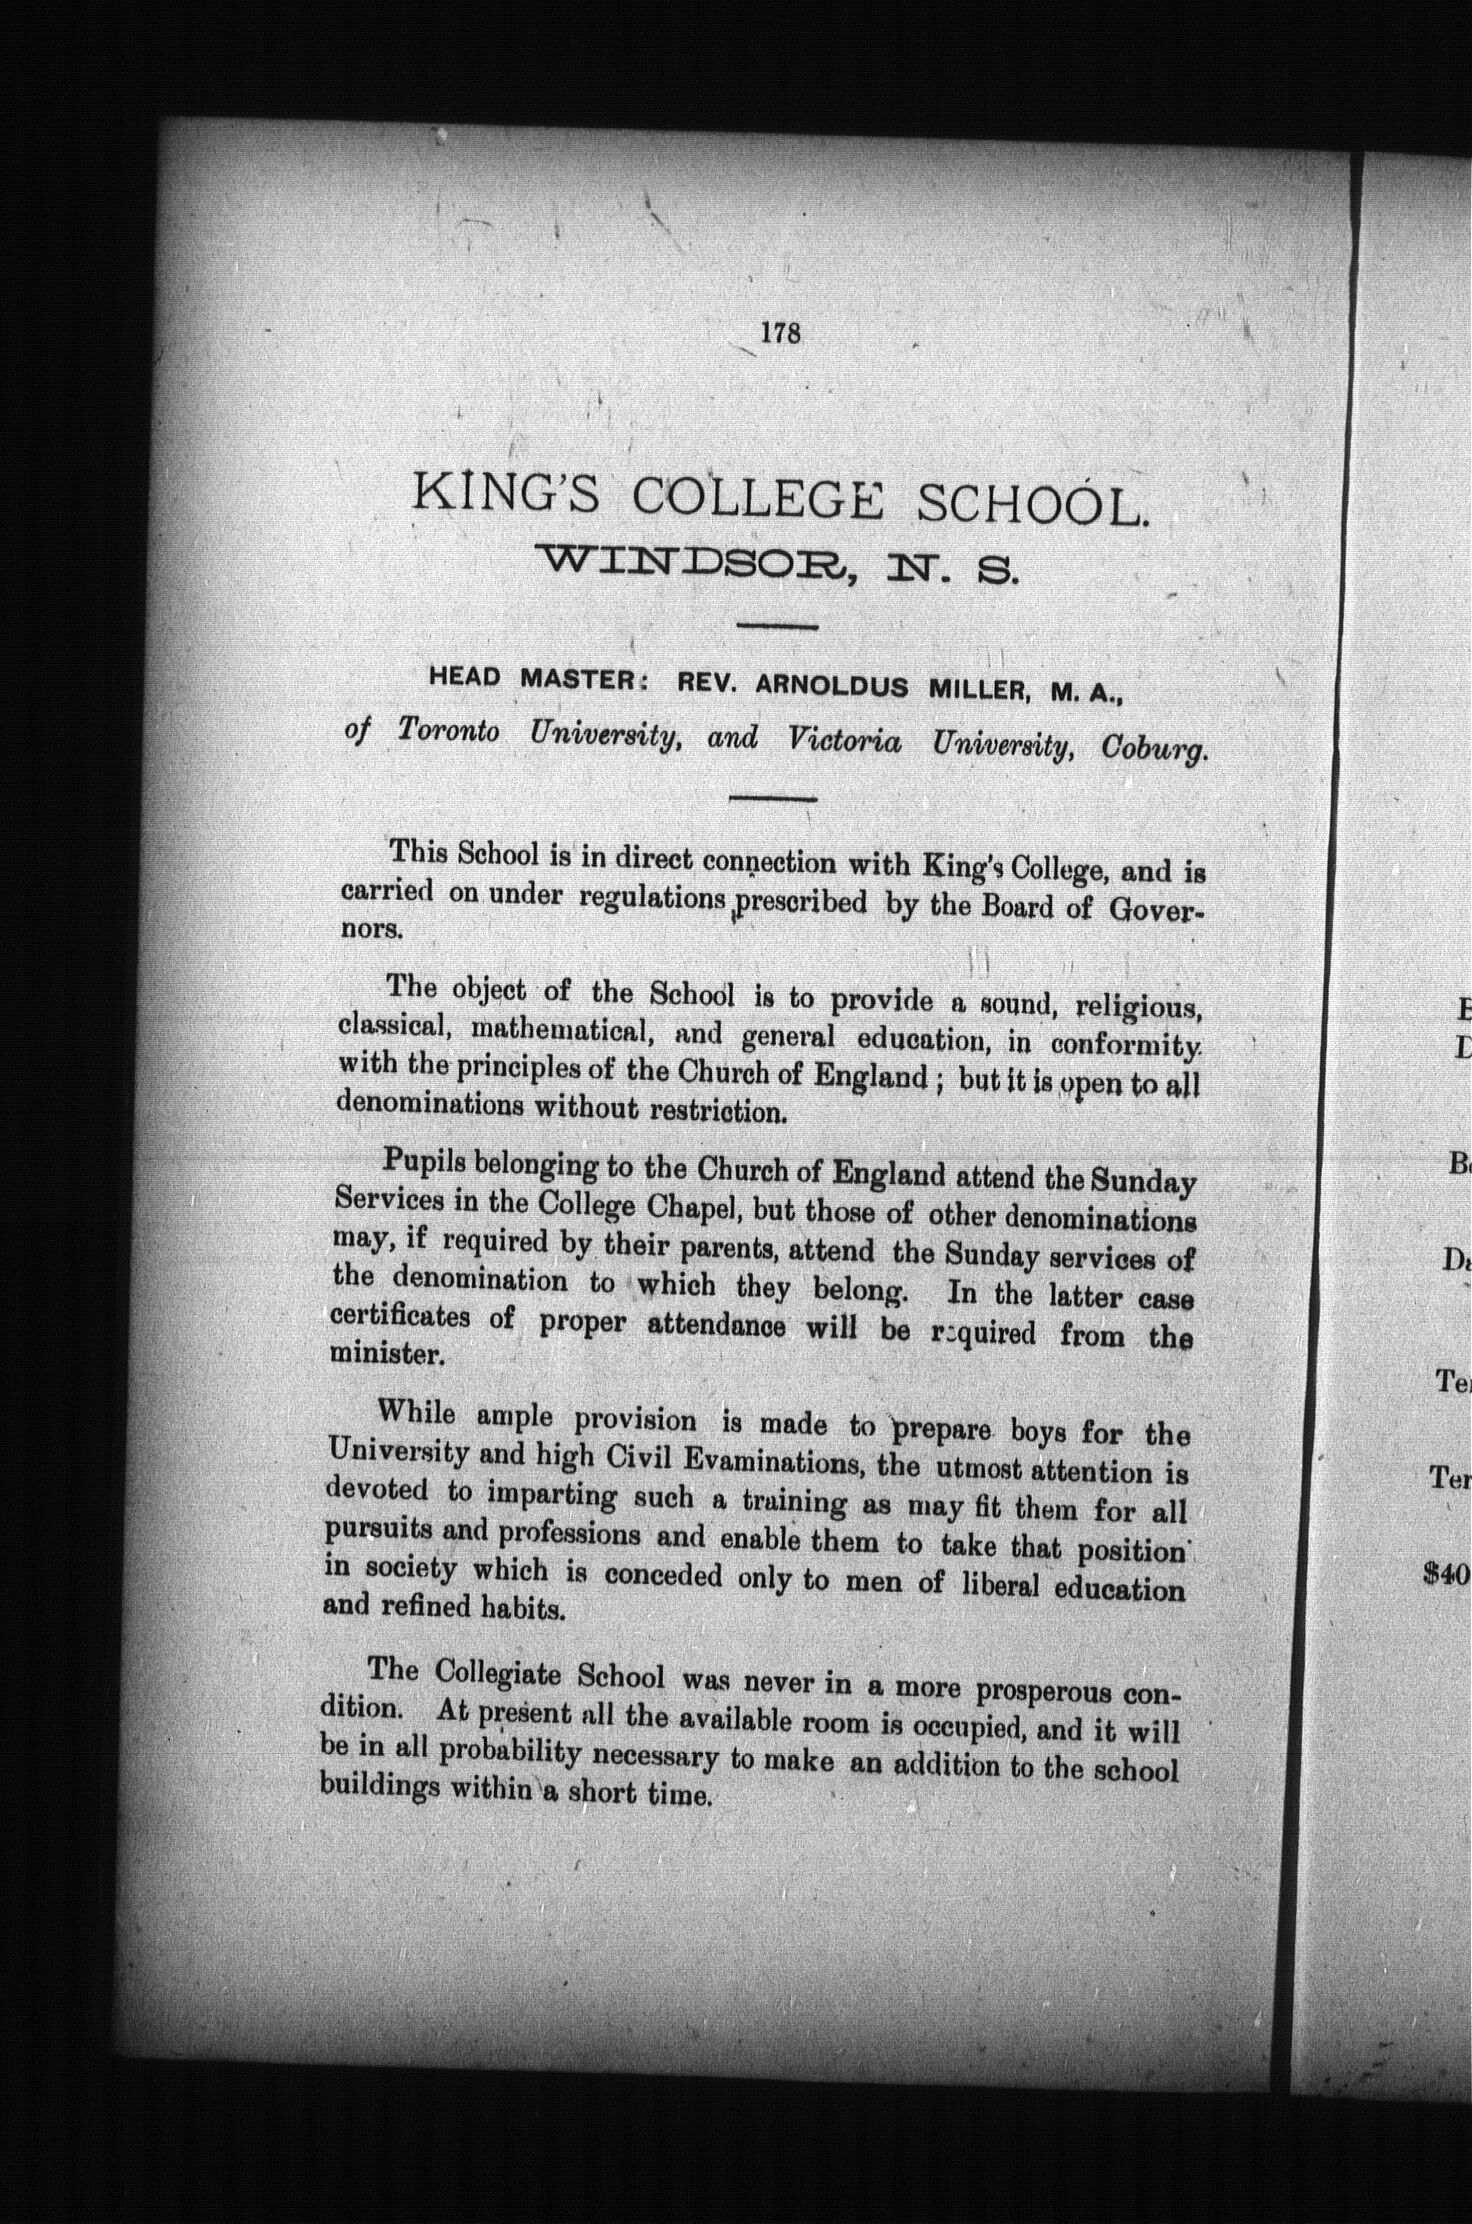 178
KING'S COLLEGE SCHOOL.
WINDSOR, N. S.
HEAD MASTER: REV. ARNOLDUS MILLER, M. A.,
of Toronto University, and Victoria University, Coburg.
This School is in direct connection with King's College, and is
carried on under regulations prescribed by the Board of Gover-
nors.
The object of the School is to provide a sound, religious,
classical, mathematical, and general education, in conformity
with the principles of the Church of England ; but it is open to all
denominations without restriction.
Pupils belonging to the Church of England attend the Sunday
Services in the College Chapel, but those of other denominations
may, if required by their parents, attend the Sunday services of
the denomination to which they belong. In the latter case
certificates of proper attendance will be required from the
minister.
While ample provision is made to prepare boys for the
University and high Civil Evaminations, the utmost attention is
devoted to imparting such a training as may fit them for all
pursuits and professions and enable them to take that position
in society which is conceded only to men of liberal education
and refined habits.
The Collegiate School was never in a more prosperous con-
dition. At present all the available room is occupied, and it will
be in all probability necessary to make an addition to the school
buildings within a short time.
$40